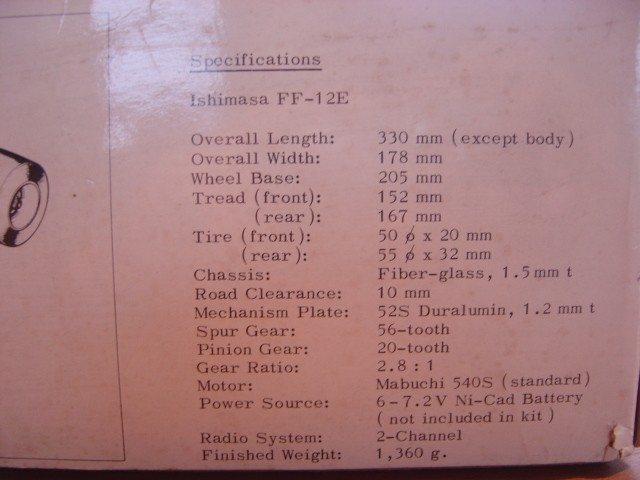 Specifications
Ishimasa FF-12E
Overall Length: 330 mm (except body)
Overall Width: 178 mm
Wheel Base: 205 mm
Tread (front): 152 mm
(rear): 167 mm
Tire (front): 50 ϕ x 20 mm
(rear): 55 ϕ x 32 mm
Chassis: Fiber-glass, 1.5 mm t
Road Clearance: 10 mm
Mechanism Plate: 52S Duralumin, 1.2 mm t
Spur Gear: 56-tooth
Pinion Gear: 20-tooth
Gear Ratio: 2.8 : 1
Motor: Mabuchi 540S (standard)
Power Source: 6-7.2V Ni-Cad Battery
(not included in kit)
Radio System: 2-Channel
Finished Weight: 1,360 g.